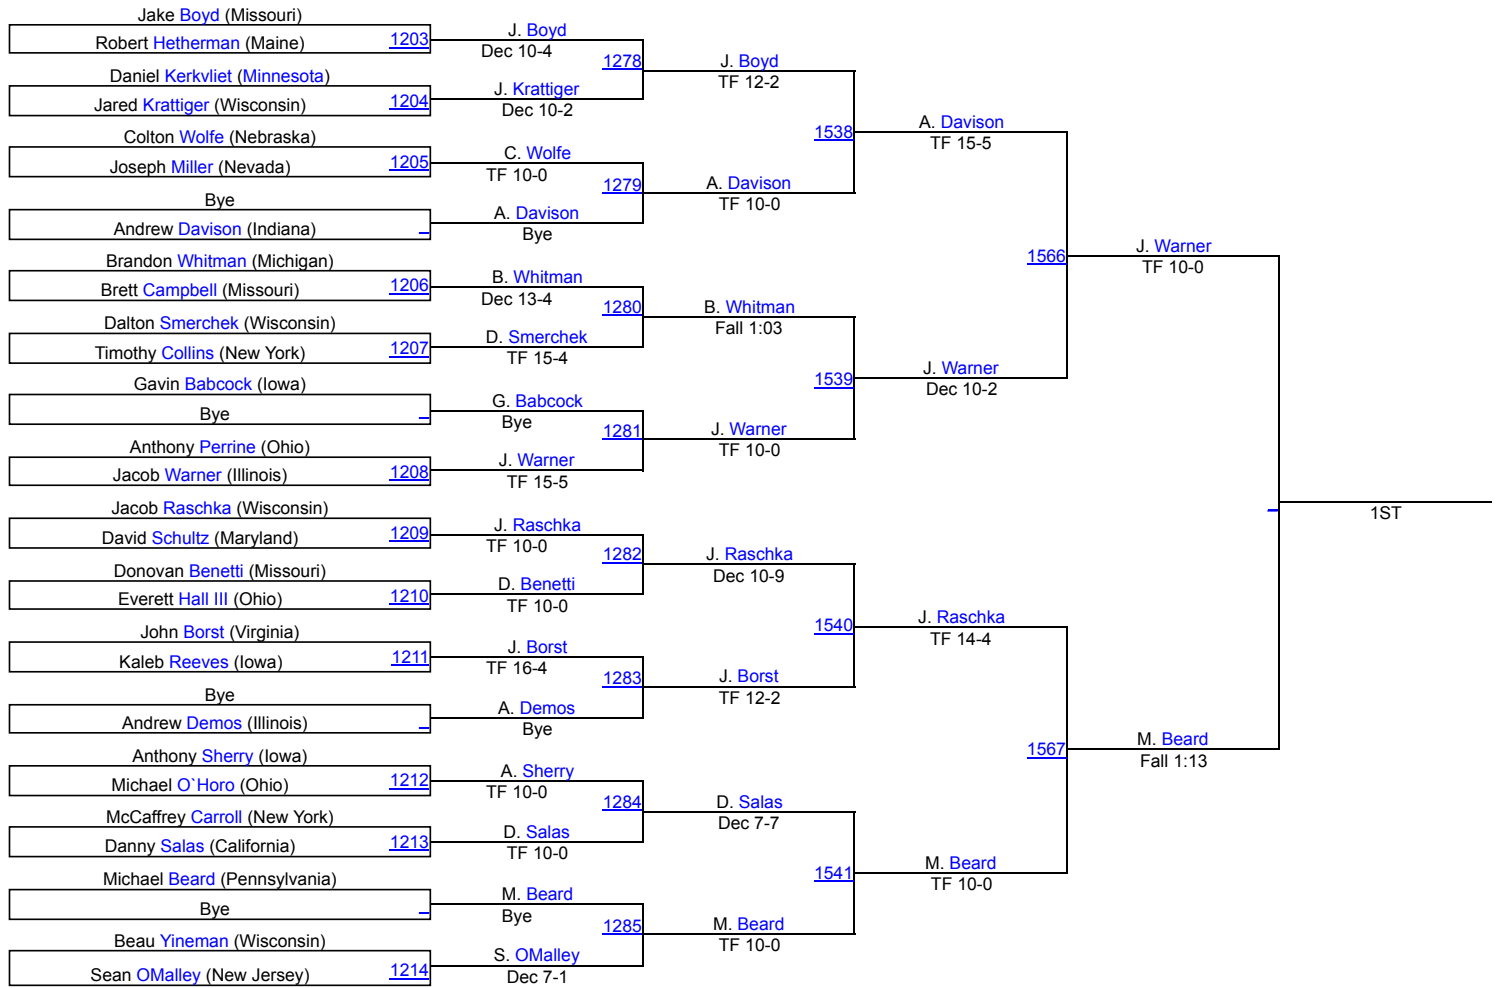 Jake Boyd (Missouri)
Robert Hetherman (Maine) 1203
Daniel Kerkvliet (Minnesota)
Jared Krattiger (Wisconsin) 1204
Colton Wolfe (Nebraska)
Joseph Miller (Nevada) 1205
Bye
Andrew Davison (Indiana)
Brandon Whitman (Michigan)
Brett Campbell (Missouri) 1206
Dalton Smerchek (Wisconsin)
Timothy Collins (New York) 1207
Gavin Babcock (Iowa)
Bye
Anthony Perrine (Ohio)
Jacob Warner (Illinois) 1208
Jacob Raschka (Wisconsin)
David Schultz (Maryland) 1209
Donovan Benetti (Missouri)
Everett Hall III (Ohio) 1210
John Borst (Virginia)
Kaleb Reeves (Iowa) 1211
Bye
Andrew Demos (Illinois)
Anthony Sherry (Iowa)
Michael O`Horo (Ohio) 1212
McCaffrey Carroll (New York)
Danny Salas (California) 1213
Michael Beard (Pennsylvania)
Bye
Beau Yineman (Wisconsin)
Sean OMalley (New Jersey) 1214
J. Boyd
Dec 10-4
1278
J. Krattiger
Dec 10-2
C. Wolfe
TF 10-0
1279
A. Davison
Bye
B. Whitman
Dec 13-4
1280
D. Smerchek
TF 15-4
G. Babcock
Bye
1281
J. Warner
TF 15-5
J. Raschka
TF 10-0
1282
D. Benetti
TF 10-0
J. Borst
TF 16-4
1283
A. Demos
Bye
A. Sherry
TF 10-0
1284
D. Salas
TF 10-0
M. Beard
Bye
1285
S. OMalley
Dec 7-1
J. Boyd
TF 12-2
1538
A. Davison
TF 10-0
B. Whitman
Fall 1:03
1539
J. Warner
TF 10-0
J. Raschka
Dec 10-9
1540
J. Borst
TF 12-2
D. Salas
Dec 7-7
1541
M. Beard
TF 10-0
A. Davison
TF 15-5
1566
J. Warner
Dec 10-2
J. Raschka
TF 14-4
1567
M. Beard
TF 10-0
J. Warner
TF 10-0
M. Beard
Fall 1:13
1ST